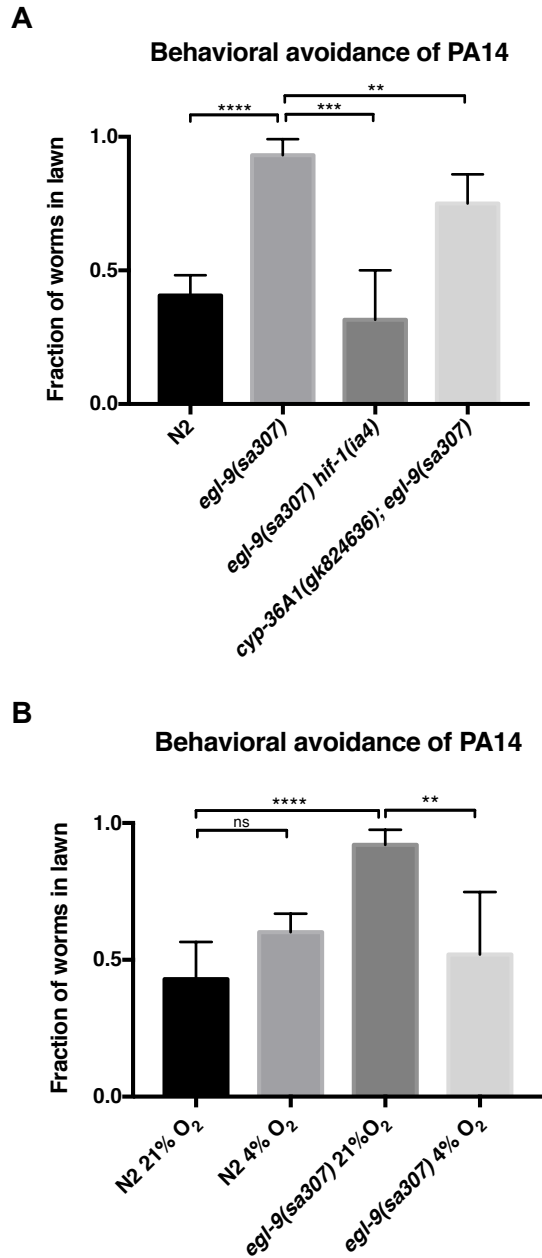 A
Behavioral avoidance of PA14
**
**** ***
1.0
0.5
0.0
Fraction of worms in lawn
N2
egl-9(sa307)
egl-9(sa307) hif-1(ia4)
cyp-36A1(gk824636); egl-9(sa307)
B
Behavioral avoidance of PA14
**** **
ns
1.0
0.5
0.0
Fraction of worms in lawn
N2 21% O₂
N2 4% O₂
egl-9(sa307) 21%O₂
egl-9(sa307) 4% O₂